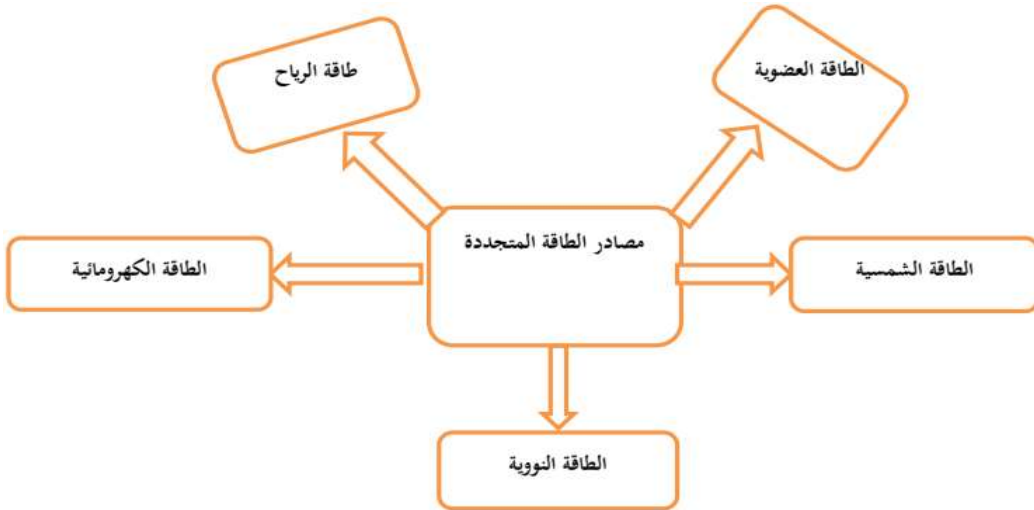 الطاقة العضوية
طاقة الرياح
مصادر الطاقة المتجددة
الطاقة الشمسية
الطاقة الكهرومائية
الطاقة النووية